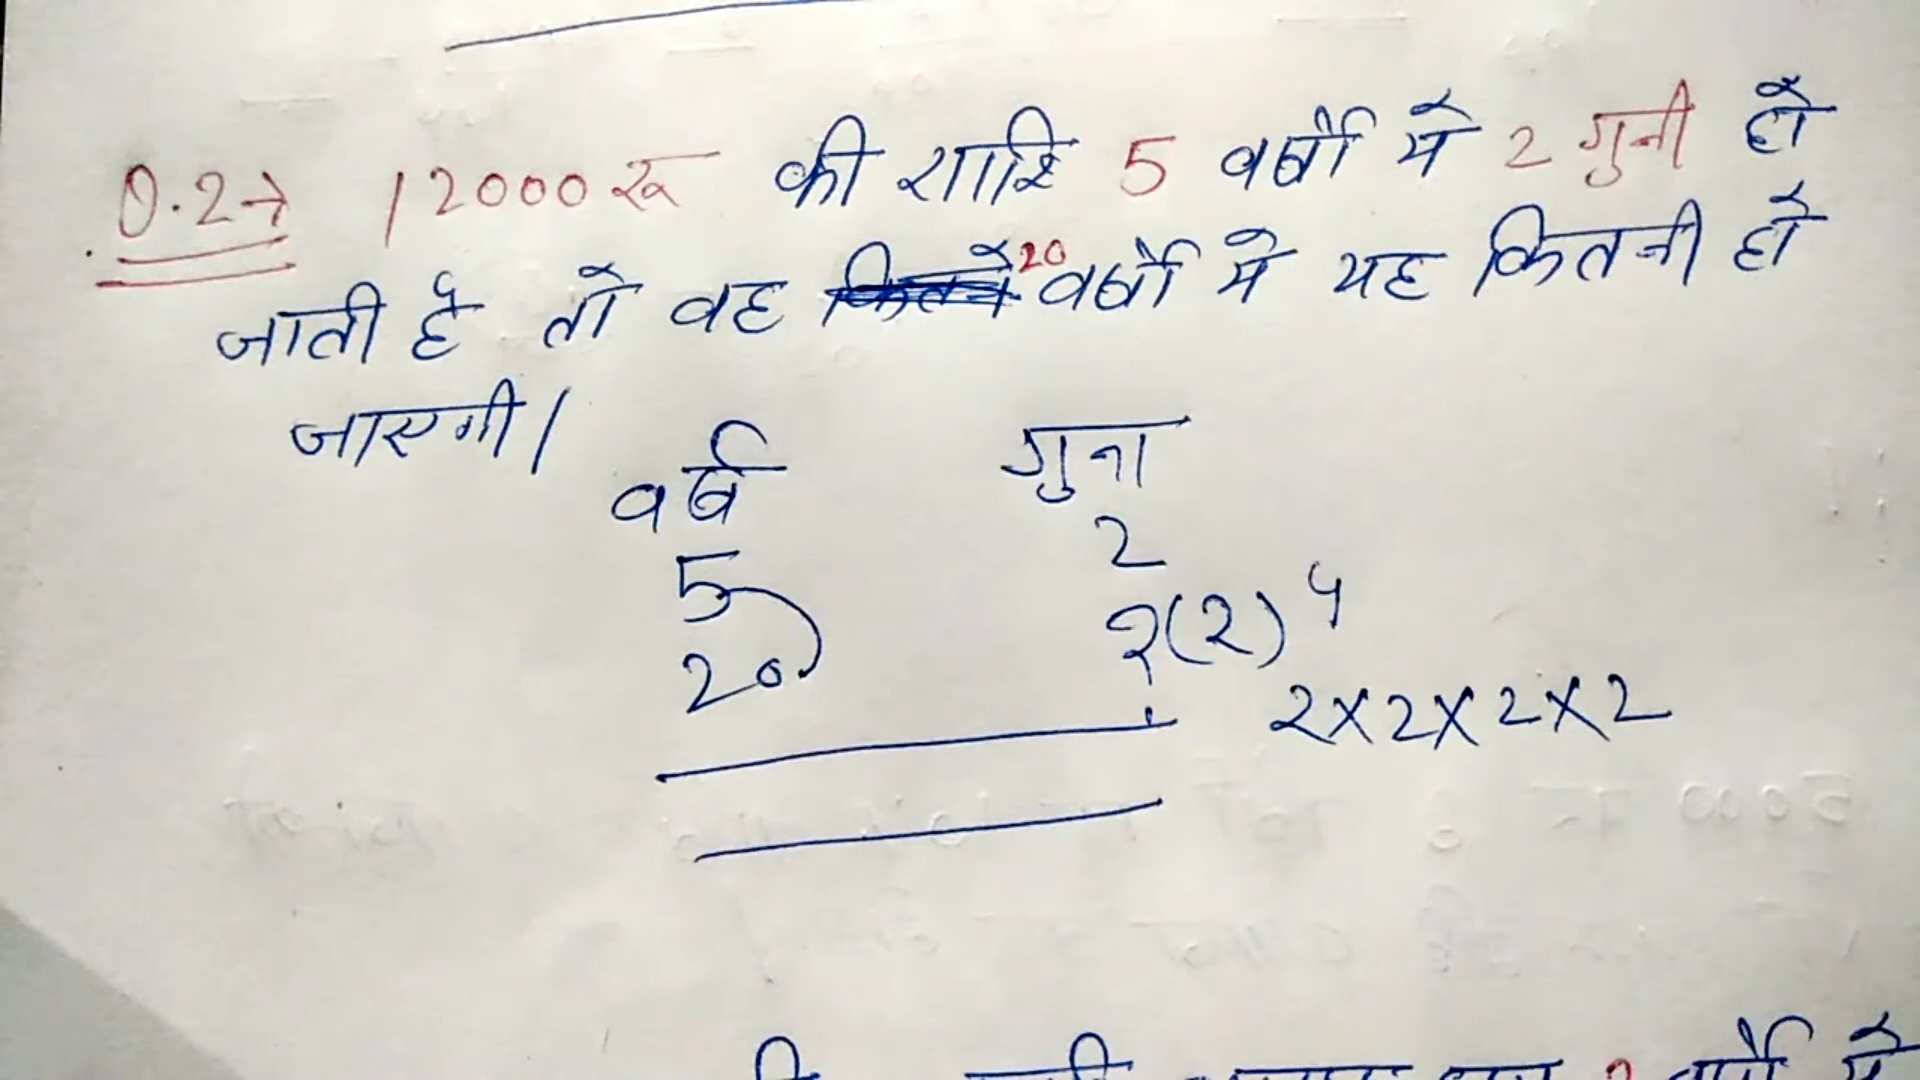 Q.2→ 12000 रू की राशि 5 वर्षो मे 2 गुनी हो
जाती है तो वह 20 वर्षो मे यह कितनी हो
जाएगी।
वर्ष गुना
5 2
20 ?(2)⁴
2×2×2×2